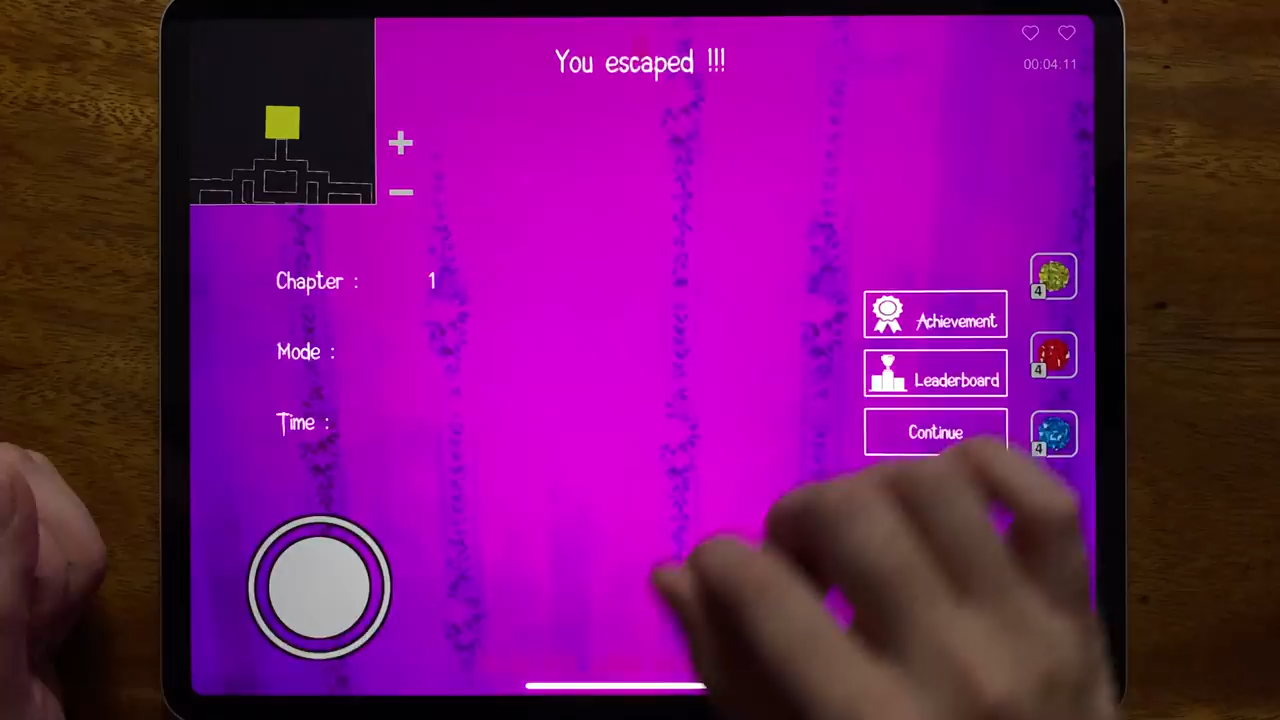 You escaped !!!
00:04.11
Chapter : 1
Mode :
Time :
Achievement
Leaderboard
Continue
4
4
4